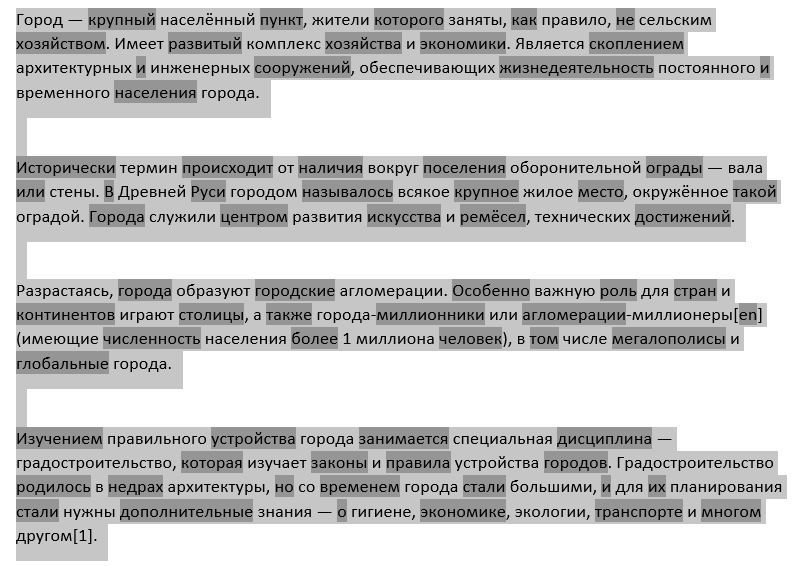 Город — крупный населённый пункт, жители которого заняты, как правило, не сельским
хозяйством. Имеет развитый комплекс хозяйства и экономики. Является скоплением
архитектурных и инженерных сооружений, обеспечивающих жизнедеятельность постоянного и
временного населения города.
Исторически термин происходит от наличия вокруг поселения оборонительной ограды — вала
или стены. В Древней Руси городом называлось всякое крупное жилое место, окружённое такой
оградой. Города служили центром развития искусства и ремёсел, технических достижений.
Разрастаясь, города образуют городские агломерации. Особенно важную роль для стран и
континентов играют столицы, а также города-миллионники или агломерации-миллионеры[en]
(имеющие численность населения более 1 миллиона человек), в том числе мегалополисы и
глобальные города.
Изучением правильного устройства города занимается специальная дисциплина —
градостроительство, которая изучает законы и правила устройства городов. Градостроительство
родилось в недрах архитектуры, но со временем города стали большими, и для их планирования
стали нужны дополнительные знания — о гигиене, экономике, экологии, транспорте и многом
другом[1].